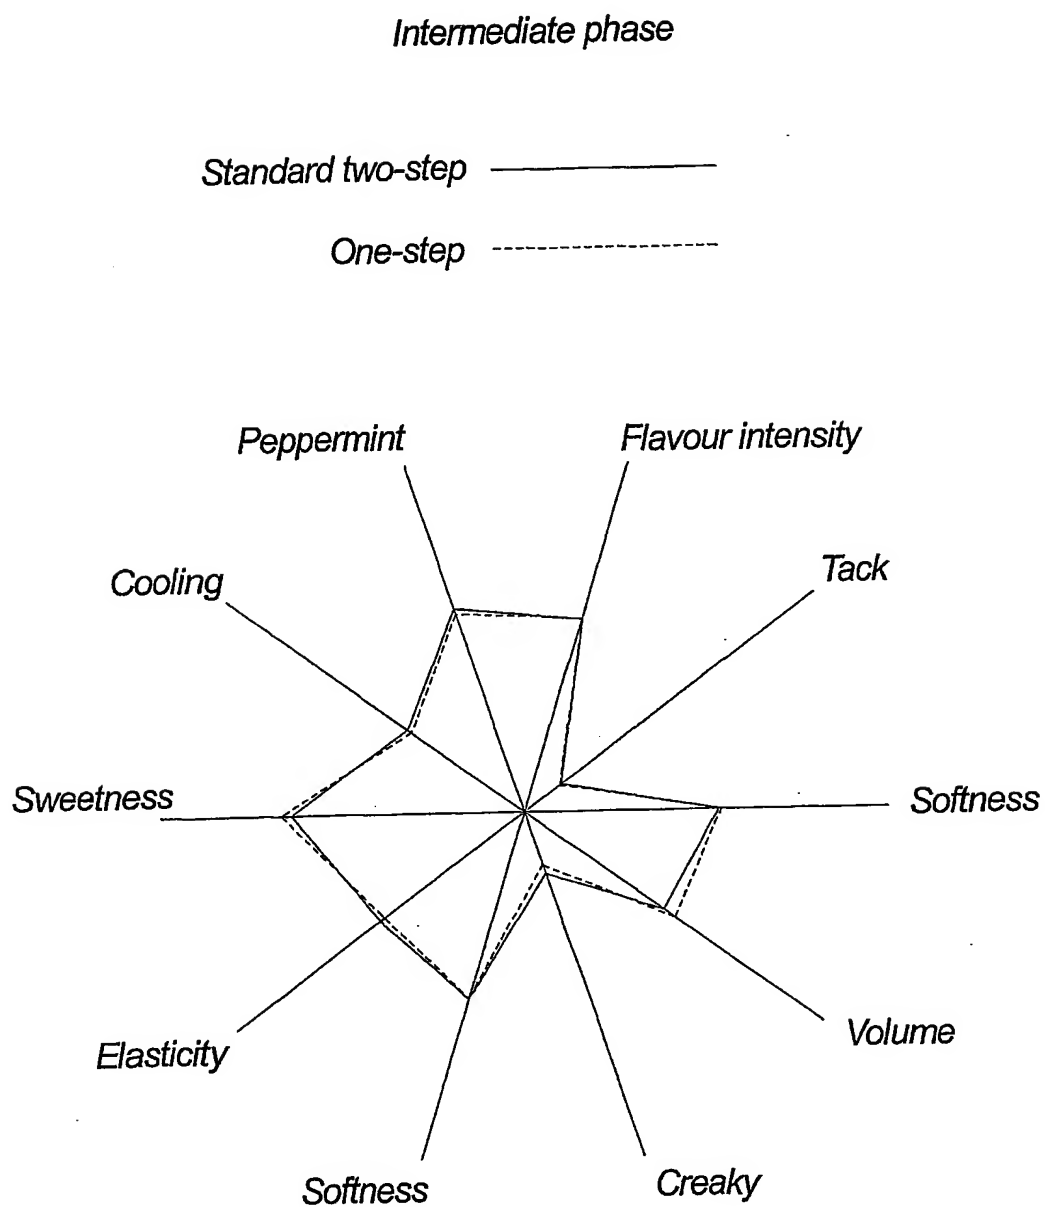 Intermediate phase
Standard two-step
One-step
Peppermint
Flavour intensity
Cooling
Tack
Sweetness
Softness
Elasticity
Volume
Softness
Creaky